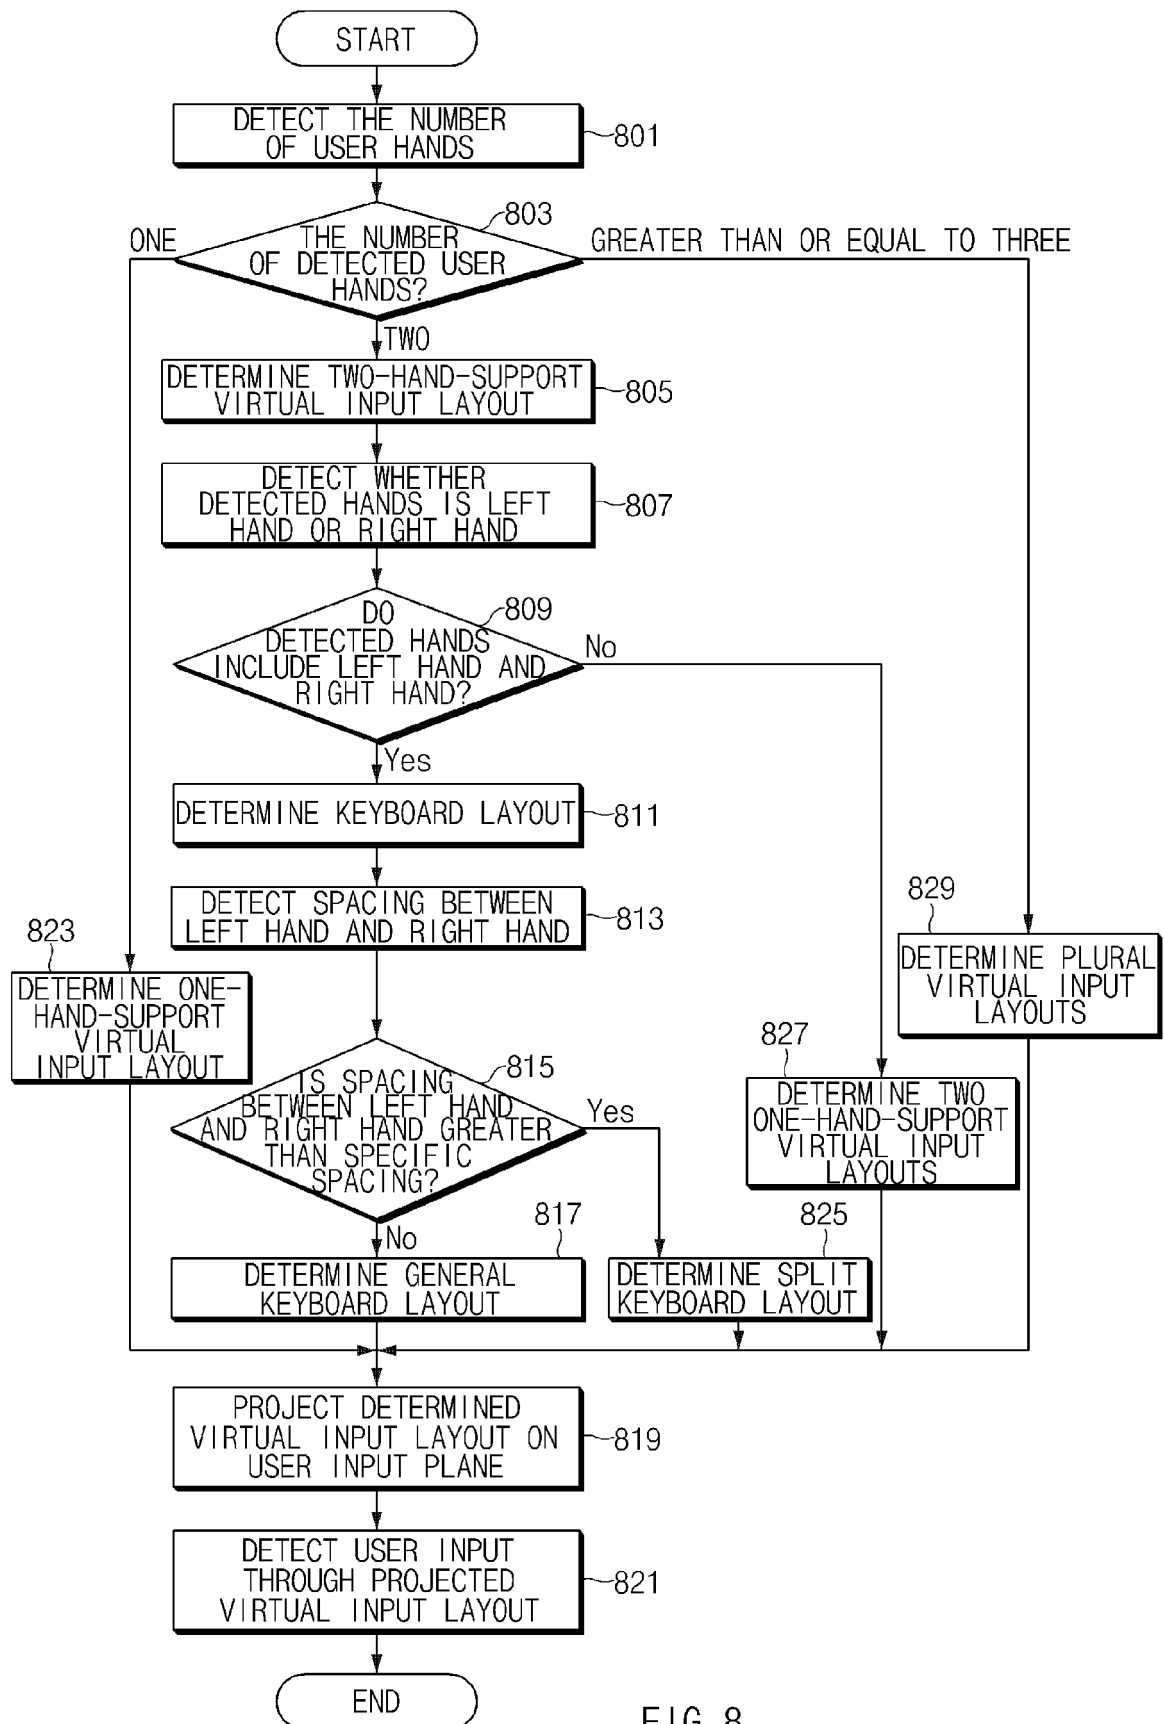 START
DETECT THE NUMBER
OF USER HANDS
801
803
ONE
THE NUMBER
OF DETECTED USER
HANDS?
GREATER THAN OR EQUAL TO THREE
TWO
DETERMINE TWO-HAND-SUPPORT
VIRTUAL INPUT LAYOUT
805
DETECT WHETHER
DETECTED HANDS IS LEFT
HAND OR RIGHT HAND
807
809
DO
DETECTED HANDS
INCLUDE LEFT HAND AND
RIGHT HAND?
No
Yes
DETERMINE KEYBOARD LAYOUT
811
DETECT SPACING BETWEEN
LEFT HAND AND RIGHT HAND
813
823
DETERMINE ONE-
HAND-SUPPORT
VIRTUAL
INPUT LAYOUT
829
DETERMINE PLURAL
VIRTUAL INPUT
LAYOUTS
815
IS SPACING
BETWEEN LEFT HAND
AND RIGHT HAND GREATER
THAN SPECIFIC
SPACING?
Yes
827
DETERMINE TWO
ONE-HAND-SUPPORT
VIRTUAL INPUT
LAYOUTS
No
817
DETERMINE GENERAL
KEYBOARD LAYOUT
825
DETERMINE SPLIT
KEYBOARD LAYOUT
PROJECT DETERMINED
VIRTUAL INPUT LAYOUT ON
USER INPUT PLANE
819
DETECT USER INPUT
THROUGH PROJECTED
VIRTUAL INPUT LAYOUT
821
END
FIG.8